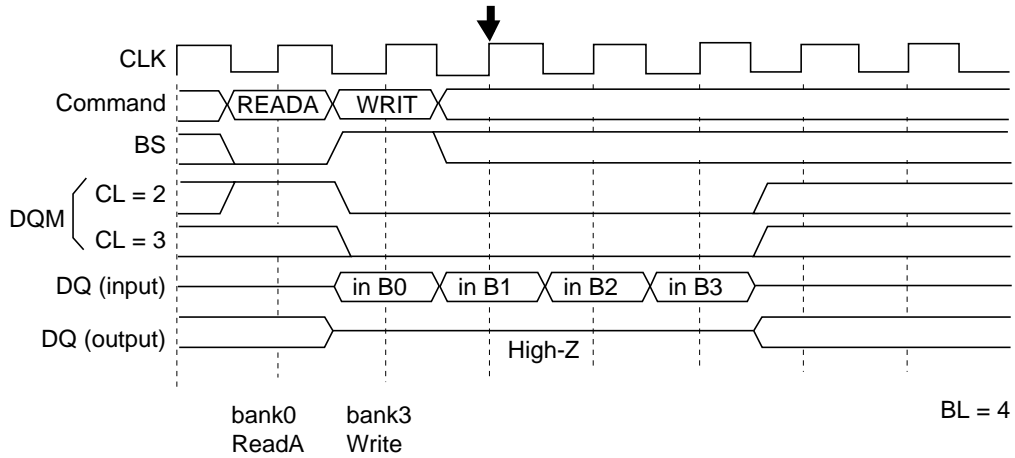 CLK
Command READA WRIT
BS
DQM CL = 2
CL = 3
DQ (input) in B0 in B1 in B2 in B3
DQ (output) High-Z
bank0 bank3 BL = 4
ReadA Write